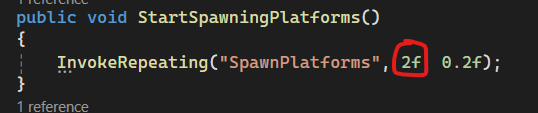 1 reference
public void StartSpawningPlatforms()
{
InvokeRepeating("SpawnPlatforms", 2f 0.2f);
}
1 reference